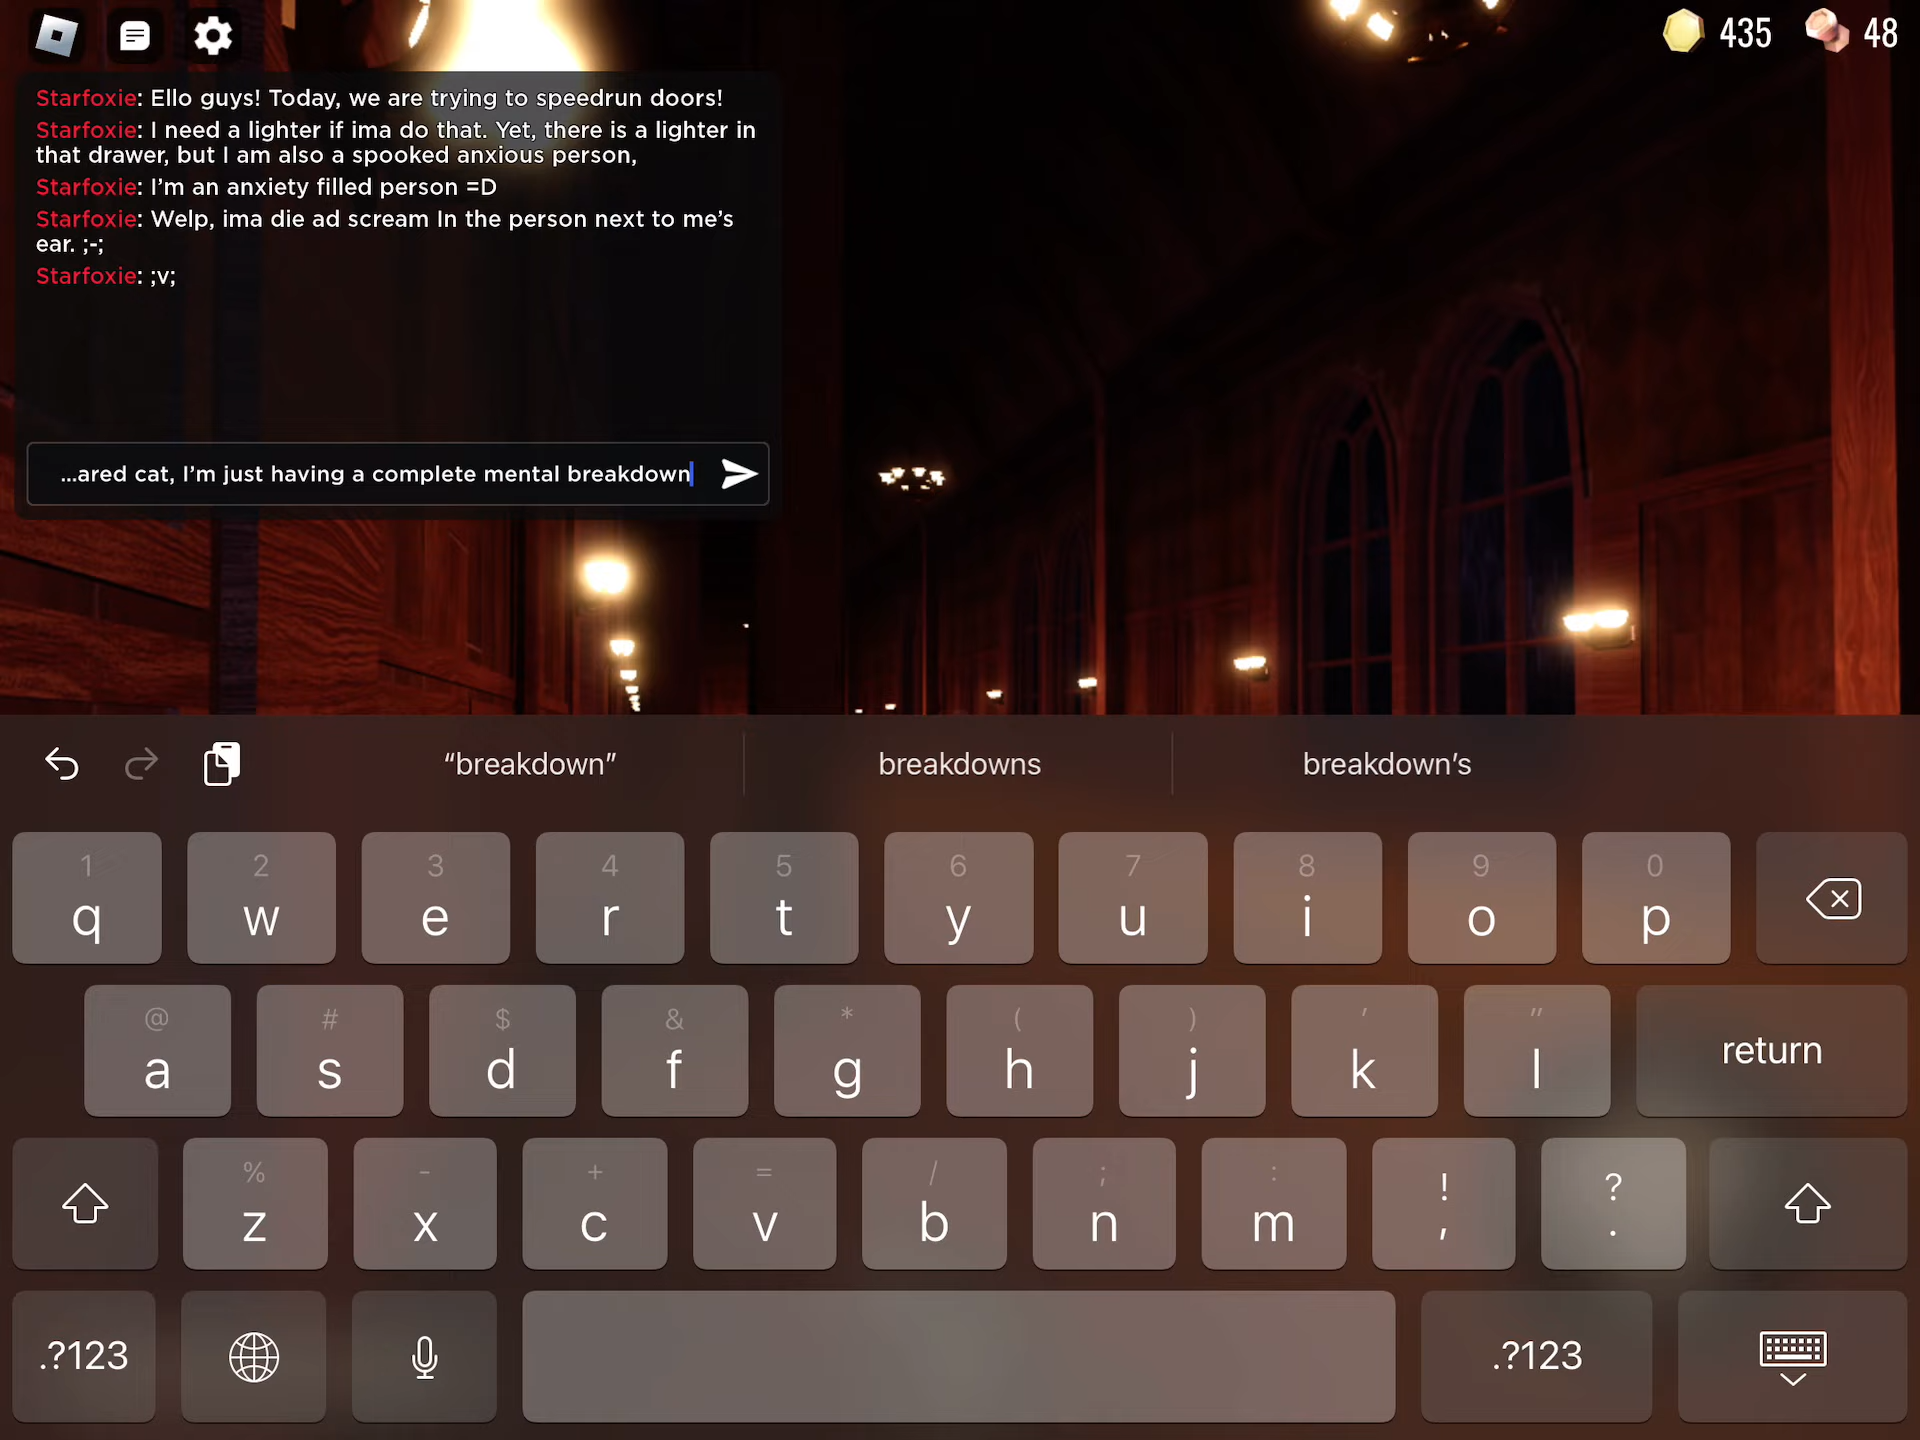 435 48
Starfoxie: Ello guys! Today, we are trying to speedrun doors!
Starfoxie: I need a lighter if ima do that. Yet, there is a lighter in
that drawer, but I am also a spooked anxious person,
Starfoxie: I’m an anxiety filled person =D
Starfoxie: Welp, ima die ad scream In the person next to me’s
ear. ;-;
Starfoxie: ;v;
...ared cat, I’m just having a complete mental breakdown
“breakdown” breakdowns breakdown’s
1 2 3 4 5 6 7 8 9 0
q w e r t y u i o p
@ # $ & * ( ) ’ ”
a s d f g h j k l return
% - + = / ; : ! ?
z x c v b n m , .
.?123 .?123